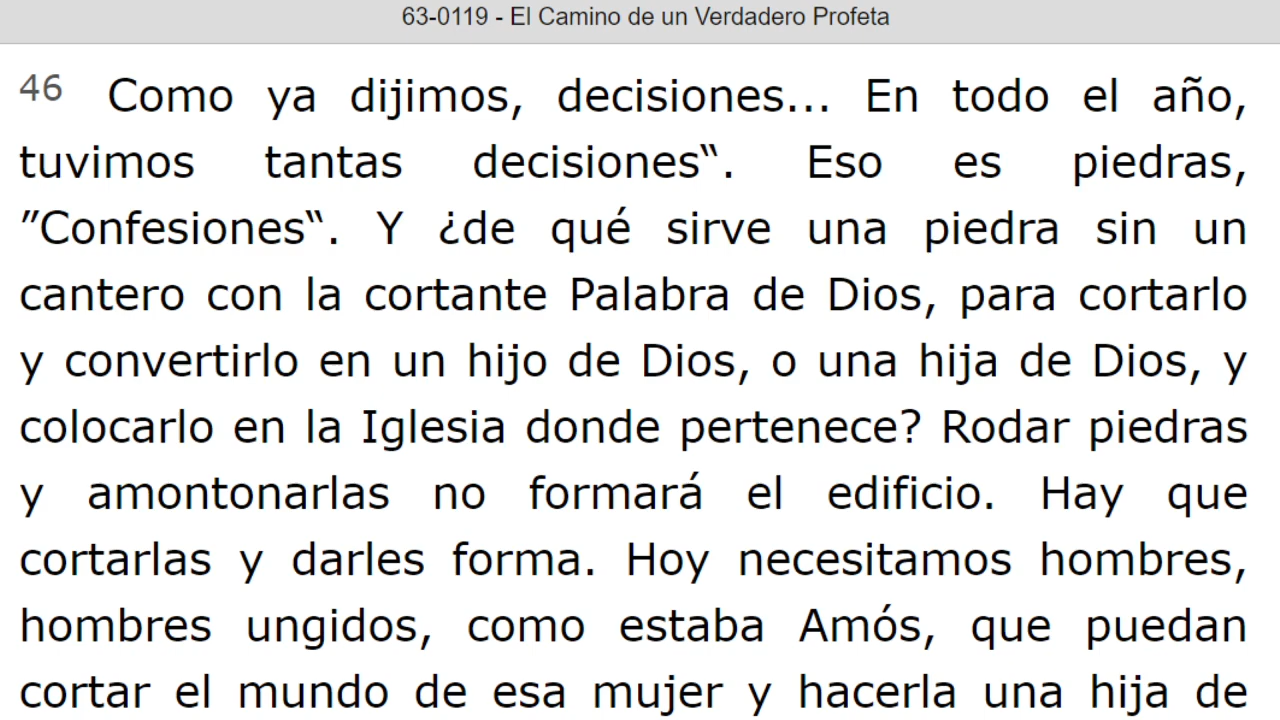 63-0119 - El Camino de un Verdadero Profeta
46 Como ya dijimos, decisiones... En todo el año,
tuvimos tantas decisiones“. Eso es piedras,
”Confesiones“. Y ¿de qué sirve una piedra sin un
cantero con la cortante Palabra de Dios, para cortarlo
y convertirlo en un hijo de Dios, o una hija de Dios, y
colocarlo en la Iglesia donde pertenece? Rodar piedras
y amontonarlas no formará el edificio. Hay que
cortarlas y darles forma. Hoy necesitamos hombres,
hombres ungidos, como estaba Amós, que puedan
cortar el mundo de esa mujer y hacerla una hija de